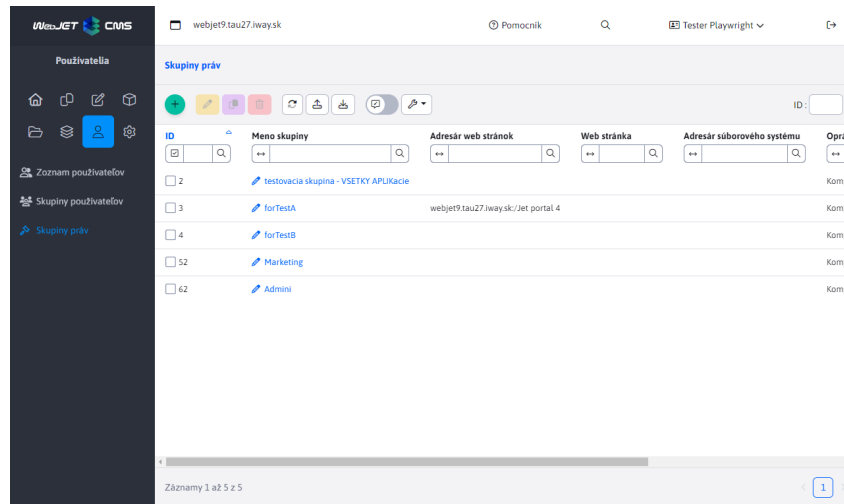 WebJET CMS
webjet9.tau27.iway.sk
Pomocník
Tester Playwright
Používatelia
Skupiny práv
ID :
ID
Meno skupiny
Adresár web stránok
Web stránka
Adresár súborového systému
Oprá
Zoznam používateľov
Skupiny používateľov
Skupiny práv
2
testovacia skupina - VSETKY APLIKacie
Kom
3
forTestA
webjet9.tau27.iway.sk:/Jet portal 4
Kom
4
forTestB
Kom
52
Marketing
Kom
62
Admini
Kom
Záznamy 1 až 5 z 5
1